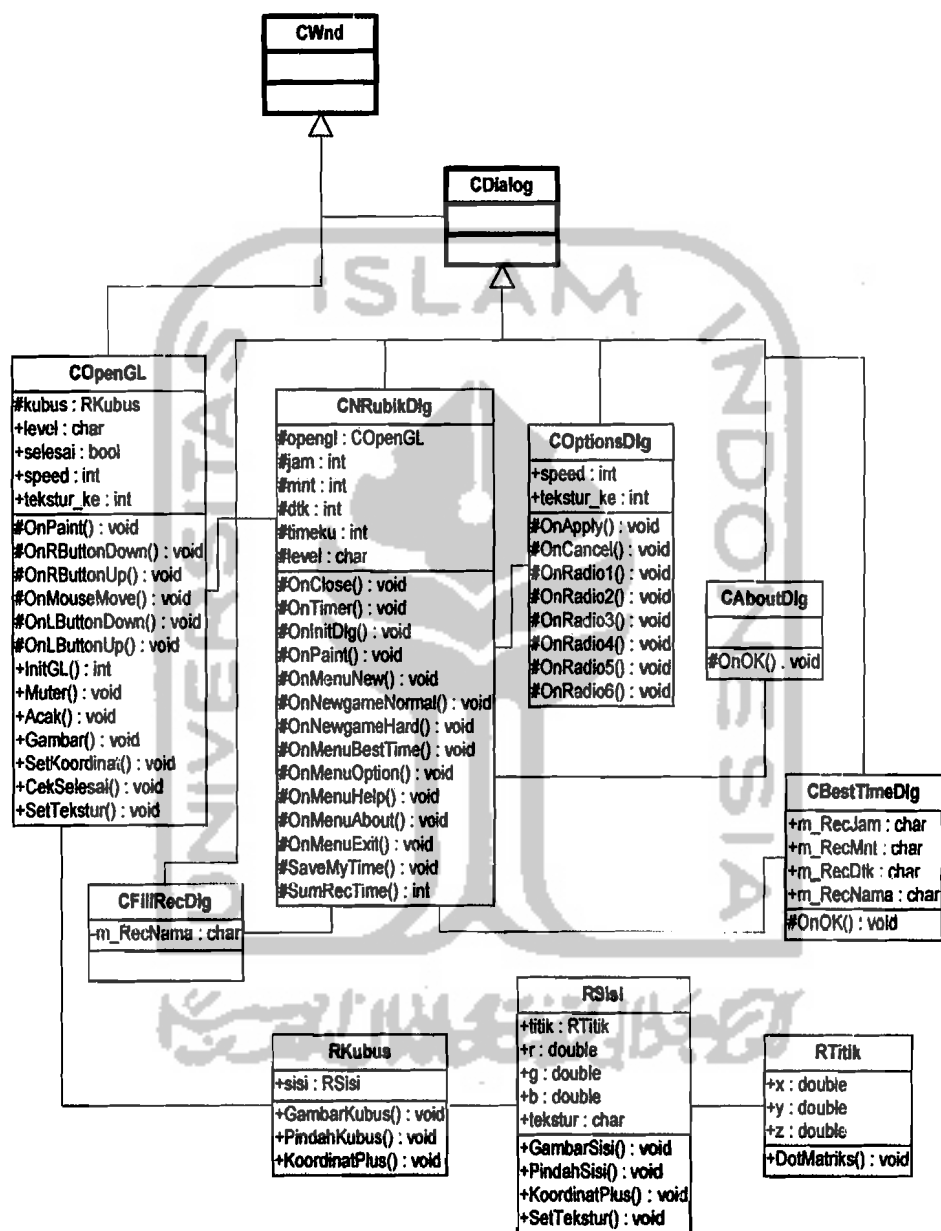 CWnd
CDialog
COpenGL
#kubus : RKubus
+level : char
+selesai : bool
+speed : int
+tekstur_ke : int
#OnPaint() : void
#OnRButtonDown() : void
#OnRButtonUp() : void
#OnMouseMove() : void
#OnLButtonDown() : void
#OnLButtonUp() : void
+InitGL() : int
+Muter() : void
+Acak() : void
+Gambar() : void
+SetKoordinat() : void
+CekSelesai() : void
+SetTekstur() : void
CNRubikDlg
#opengl : COpenGL
#jam : int
#mnt : int
#dtk : int
#timeku : int
#level : char
#OnClose() : void
#OnTimer() : void
#OnInitDlg() : void
#OnPaint() : void
#OnMenuNew() : void
#OnNewgameNormal() : void
#OnNewgameHard() : void
#OnMenuBestTime() : void
#OnMenuOption() : void
#OnMenuHelp() : void
#OnMenuAbout() : void
#OnMenuExit() : void
#SaveMyTime() : void
#SumRecTime() : int
COptionsDlg
+speed : int
+tekstur_ke : int
#OnApply() : void
#OnCancel() : void
#OnRadio1() : void
#OnRadio2() : void
#OnRadio3() : void
#OnRadio4() : void
#OnRadio5() : void
#OnRadio6() : void
CAboutDlg
#OnOK() : void
CBestTimeDlg
+m_RecJam : char
+m_RecMnt : char
+m_RecDtk : char
+m_RecNama : char
#OnOK() : void
CFillRecDlg
-m_RecNama : char
RKubus
+sisi : RSisi
+GambarKubus() : void
+PindahKubus() : void
+KoordinatPlus() : void
RSisi
+titik : RTitik
+r : double
+g : double
+b : double
+tekstur : char
+GambarSisi() : void
+PindahSisi() : void
+KoordinatPlus() : void
+SetTekstur() : void
RTitik
+x : double
+y : double
+z : double
+DotMatriks() : void
UNIVERSITAS
ISLAM
INDONESIA